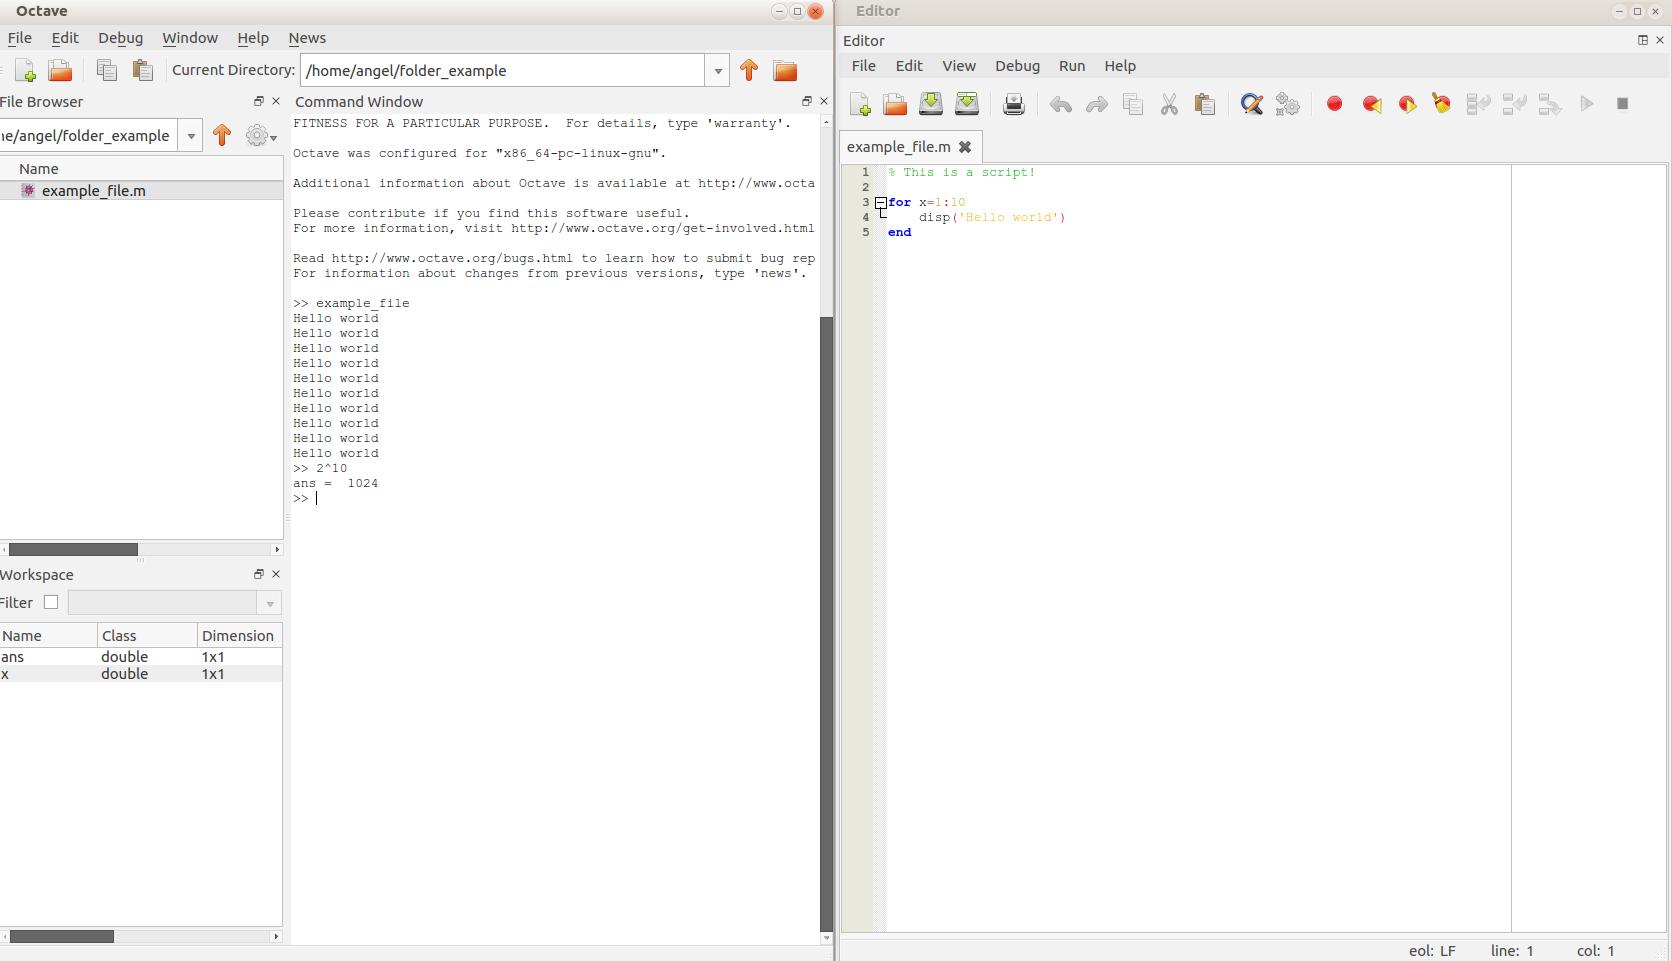 Octave
File Edit Debug Window Help News
Current Directory: /home/angel/folder_example
File Browser
ne/angel/folder_example
Name
example_file.m
Workspace
Filter
Name Class Dimension
ans double 1x1
x double 1x1
Command Window
FITNESS FOR A PARTICULAR PURPOSE.  For details, type 'warranty'.
Octave was configured for "x86_64-pc-linux-gnu".
Additional information about Octave is available at http://www.octa
Please contribute if you find this software useful.
For more information, visit http://www.octave.org/get-involved.html
Read http://www.octave.org/bugs.html to learn how to submit bug rep
For information about changes from previous versions, type 'news'.
>> example_file
Hello world
Hello world
Hello world
Hello world
Hello world
Hello world
Hello world
Hello world
Hello world
Hello world
>> 2^10
ans =  1024
>>
Editor
Editor
File Edit View Debug Run Help
example_file.m
1 % This is a script!
2
3 for x=1:10
4     disp('Hello world')
5 end
eol: LF line: 1 col: 1